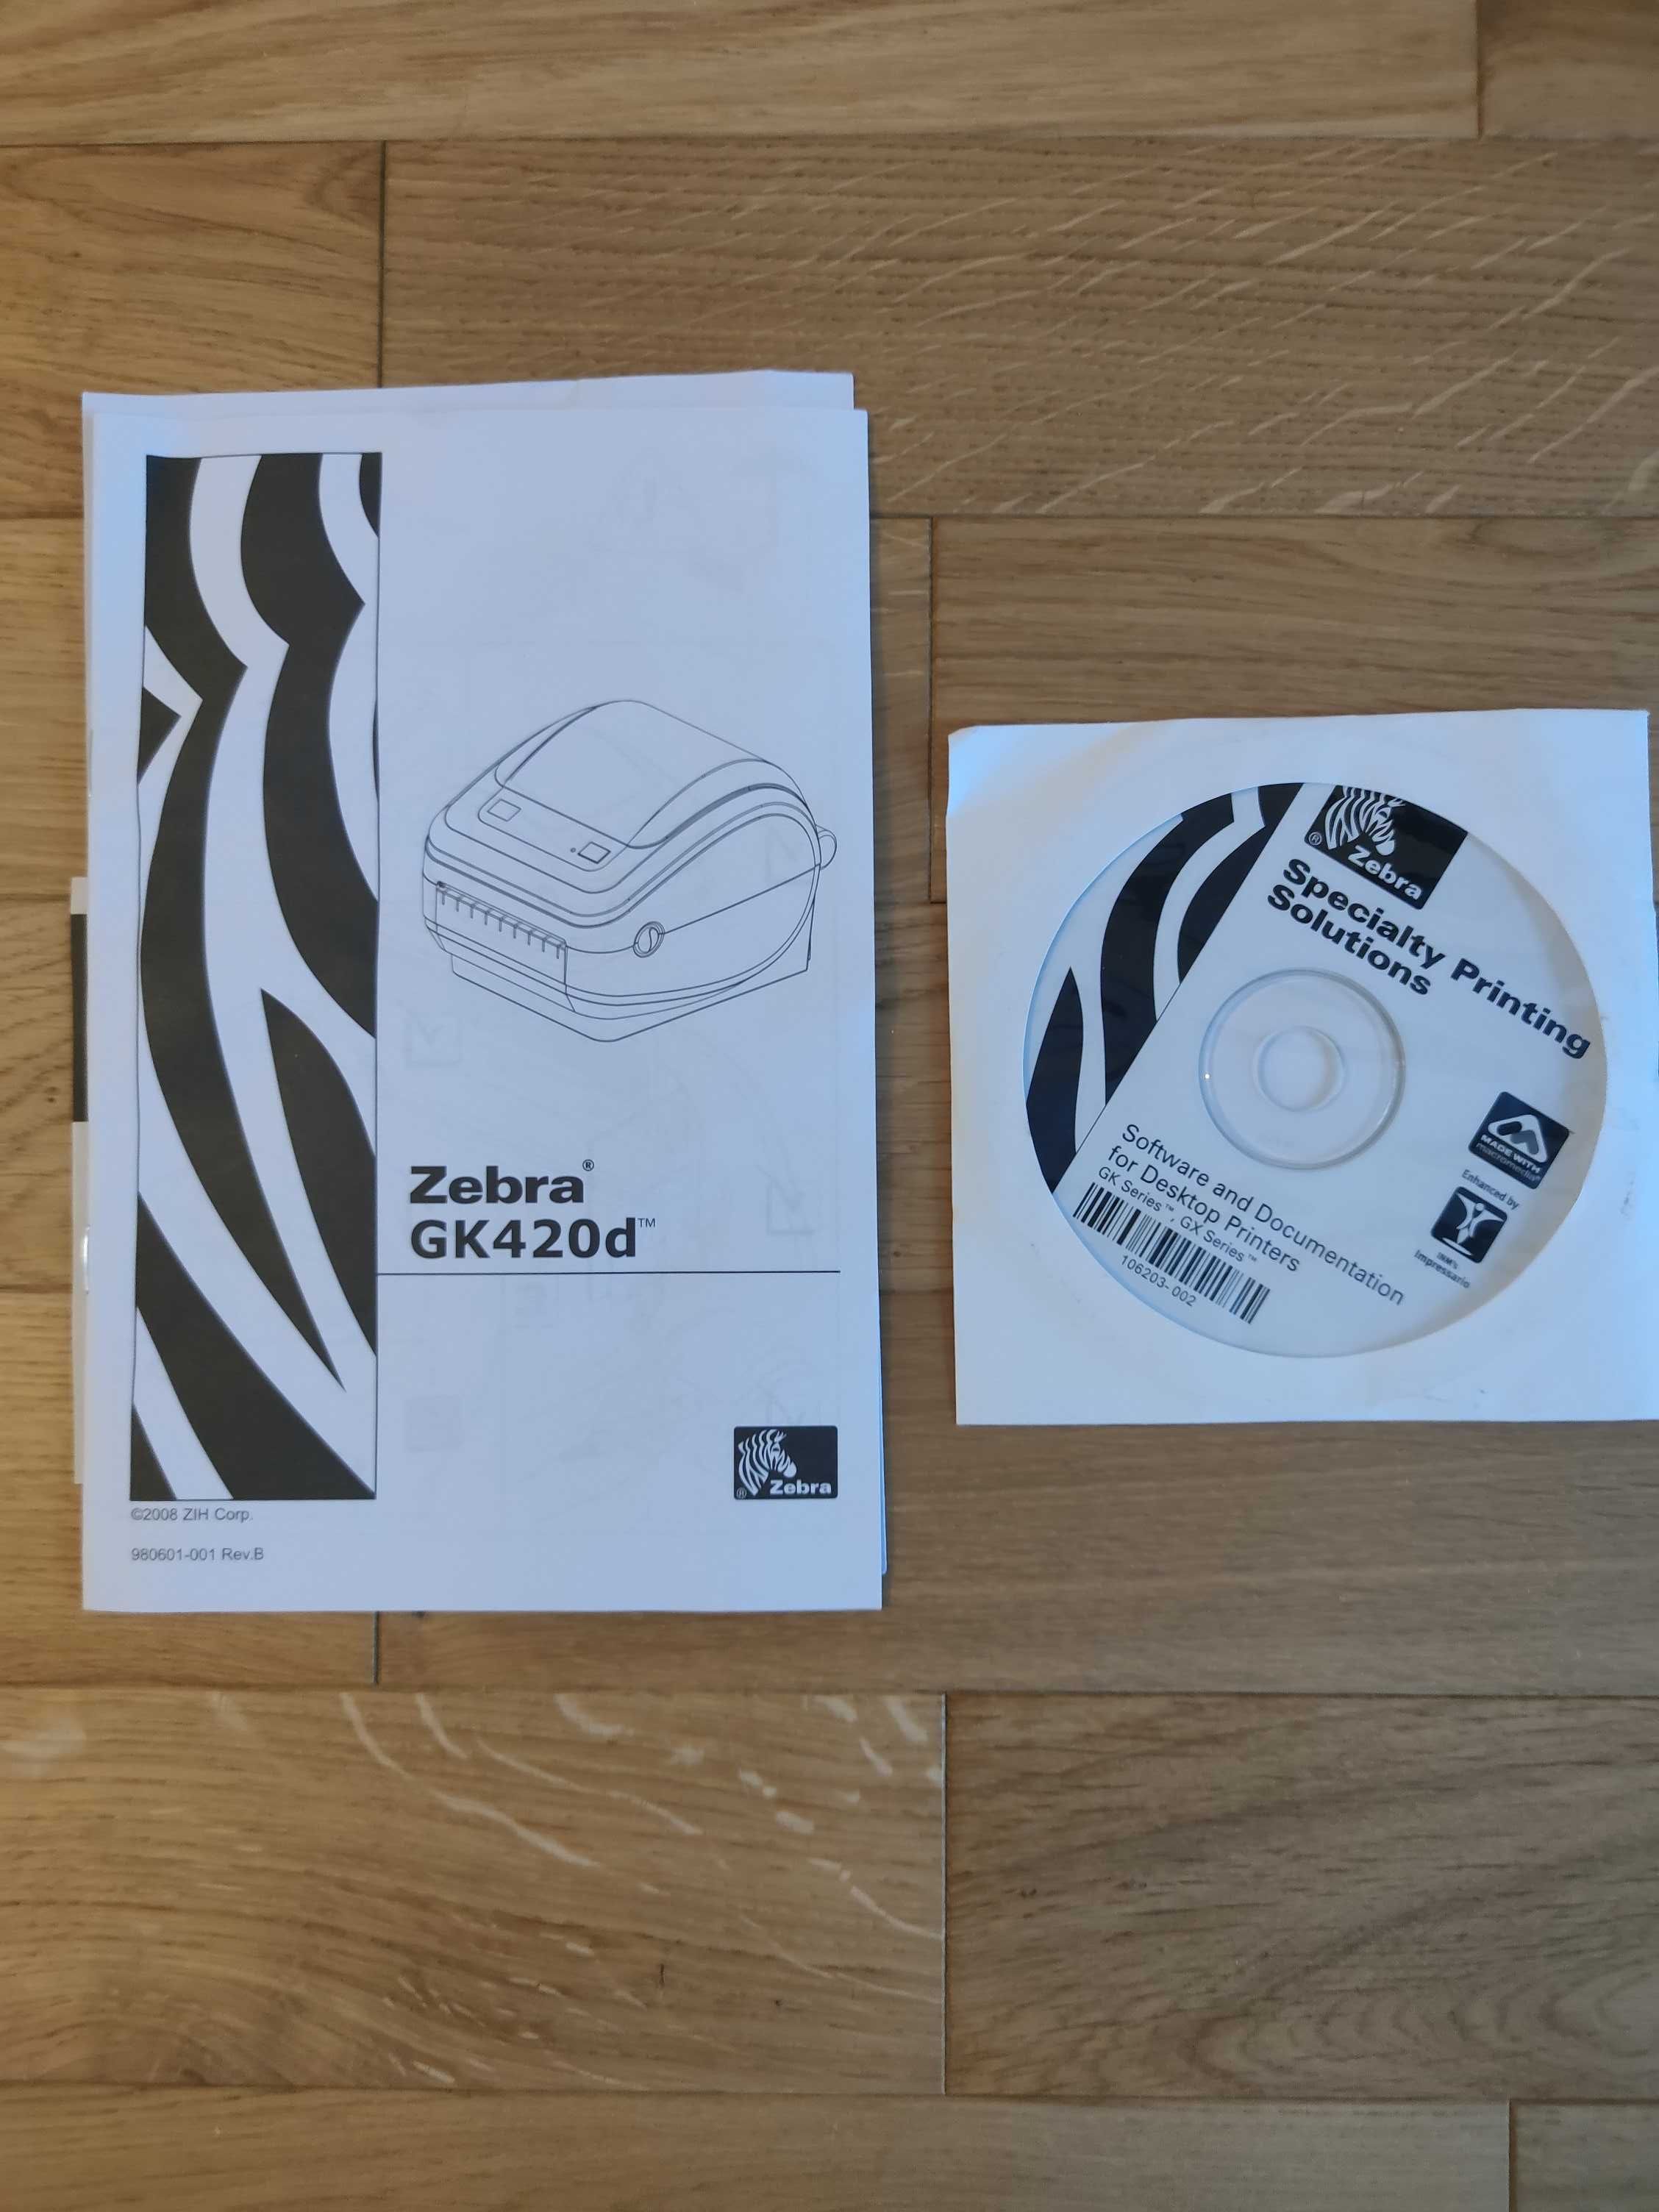 Zebra®
GK420d™
® Zebra
©2008 ZIH Corp.
980601-001 Rev.B
® Zebra
Specialty Printing
Solutions
MADE WITH
macromedia®
Enhanced by
INM's
Impressario
Software and Documentation
for Desktop Printers
GK Series™, GX Series™
106203-002